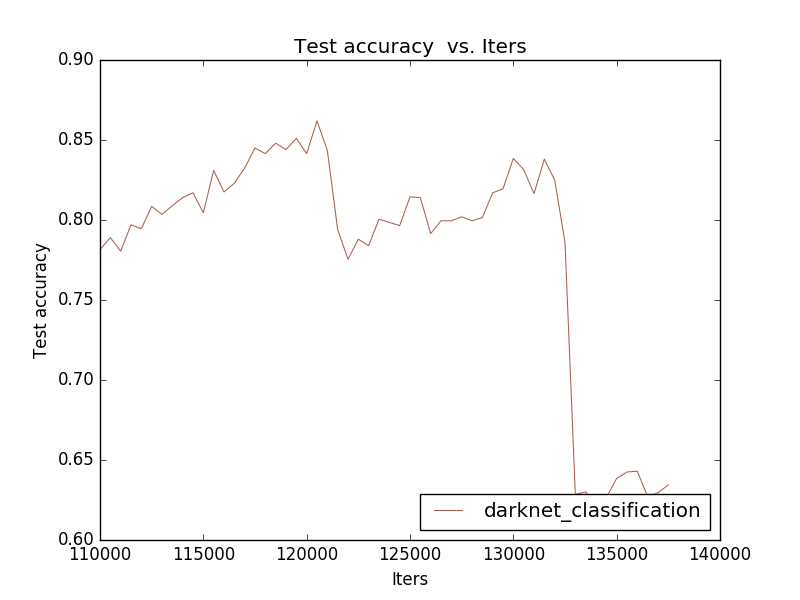 Test accuracy  vs. Iters
0.90
0.85
0.80
0.75
0.70
0.65
0.60
Test accuracy
darknet_classification
110000 115000 120000 125000 130000 135000 140000
Iters